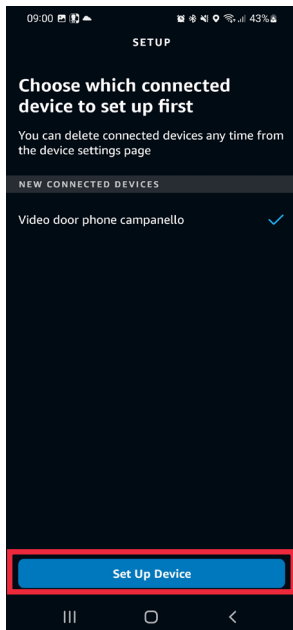 09:00 43%
SETUP
Choose which connected
device to set up first
You can delete connected devices any time from
the device settings page
NEW CONNECTED DEVICES
Video door phone campanello
Set Up Device